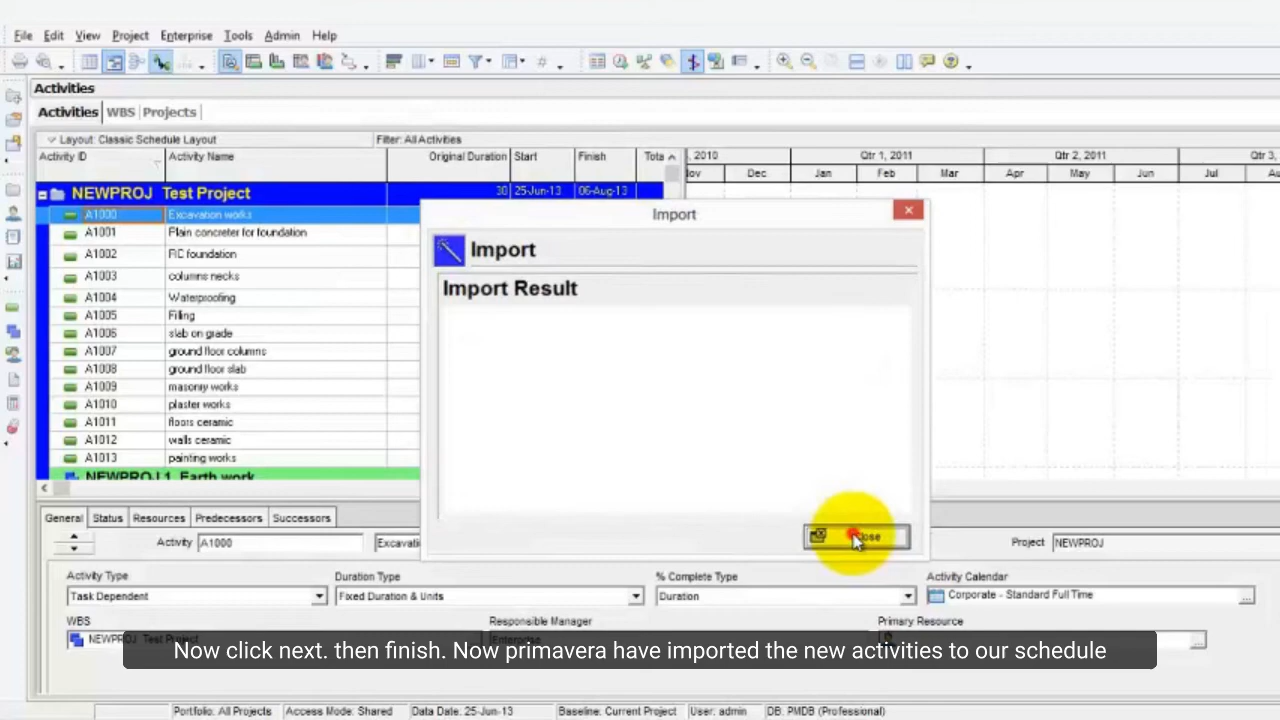 File Edit View Project Enterprise Tools Admin Help
Activities
Activities WBS Projects
Layout: Classic Schedule Layout Filter: All Activities
Activity ID Activity Name Original Duration Start Finish Tota , 2010 Qtr 1, 2011 Qtr 2, 2011 Qtr 3,
lov Dec Jan Feb Mar Apr May Jun Jul Au
NEWPROJ Test Project 30 25-Jun-13 06-Aug-13
A1000 Excavation works
A1001 Plain concreter for foundation
A1002 RC foundation
A1003 columns necks
A1004 Waterproofing
A1005 Filling
A1006 slab on grade
A1007 ground floor columns
A1008 ground floor slab
A1009 masonry works
A1010 plaster works
A1011 floors ceramic
A1012 walls ceramic
A1013 painting works
NEWPROJ.1 Earth work
Import
Import
Import Result
Close
General Status Resources Predecessors Successors
Activity A1000 Excavati Project NEWPROJ
Activity Type Duration Type % Complete Type Activity Calendar
Task Dependent Fixed Duration & Units Duration Corporate - Standard Full Time
WBS Responsible Manager Primary Resource
NEWPROJ Test Project Enterprise
Now click next. then finish. Now primavera have imported the new activities to our schedule
Portfolio: All Projects Access Mode: Shared Data Date: 25-Jun-13 Baseline: Current Project User: admin DB: PMDB (Professional)